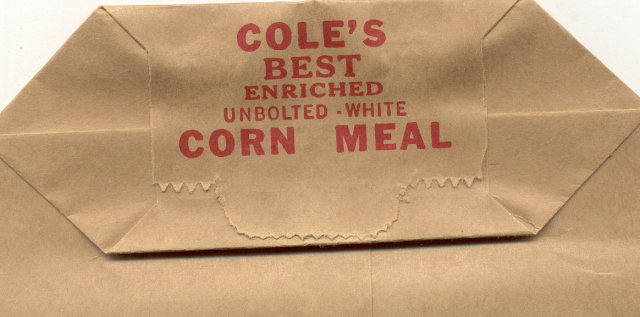 COLE'S
BEST
ENRICHED
UNBOLTED - WHITE
CORN MEAL